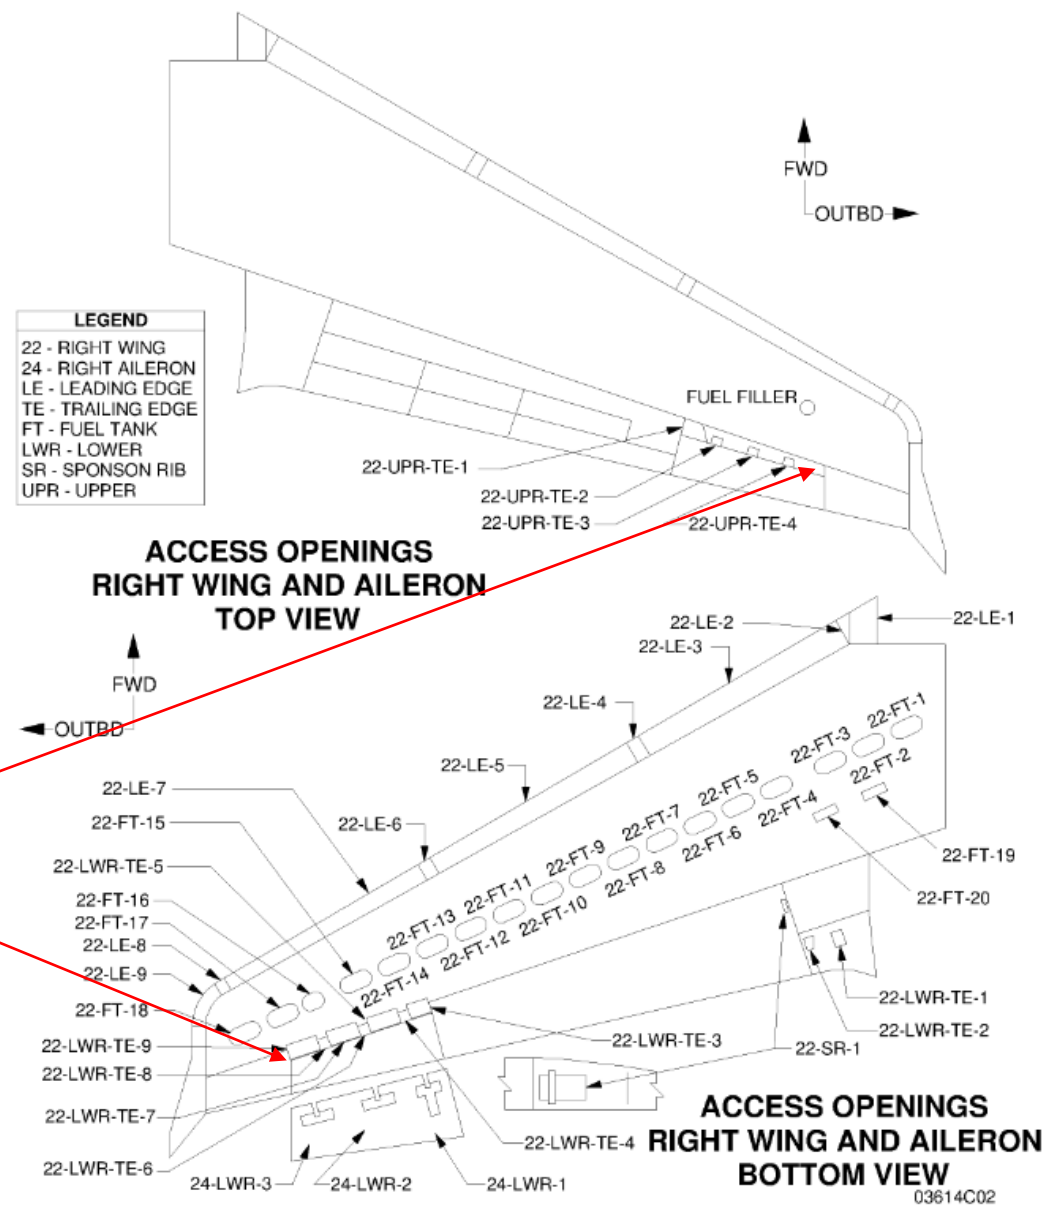 FWD
OUTBD
LEGEND
22 - RIGHT WING
24 - RIGHT AILERON
LE - LEADING EDGE
TE - TRAILING EDGE
FT - FUEL TANK
LWR - LOWER
SR - SPONSON RIB
UPR - UPPER
FUEL FILLER
22-UPR-TE-1
22-UPR-TE-2
22-UPR-TE-3
22-UPR-TE-4
ACCESS OPENINGS
RIGHT WING AND AILERON
TOP VIEW
FWD
OUTBD
22-LE-1
22-LE-2
22-LE-3
22-LE-4
22-LE-5
22-LE-7
22-FT-15
22-LE-6
22-LWR-TE-5
22-FT-16
22-FT-17
22-LE-8
22-LE-9
22-FT-18
22-LWR-TE-9
22-LWR-TE-8
22-LWR-TE-7
22-LWR-TE-6
22-FT-1
22-FT-3
22-FT-2
22-FT-5
22-FT-4
22-FT-7
22-FT-6
22-FT-9
22-FT-8
22-FT-11
22-FT-10
22-FT-13
22-FT-12
22-FT-14
22-FT-19
22-FT-20
22-LWR-TE-1
22-LWR-TE-2
22-LWR-TE-3
22-SR-1
22-LWR-TE-4
24-LWR-3
24-LWR-2
24-LWR-1
ACCESS OPENINGS
RIGHT WING AND AILERON
BOTTOM VIEW
03614C02